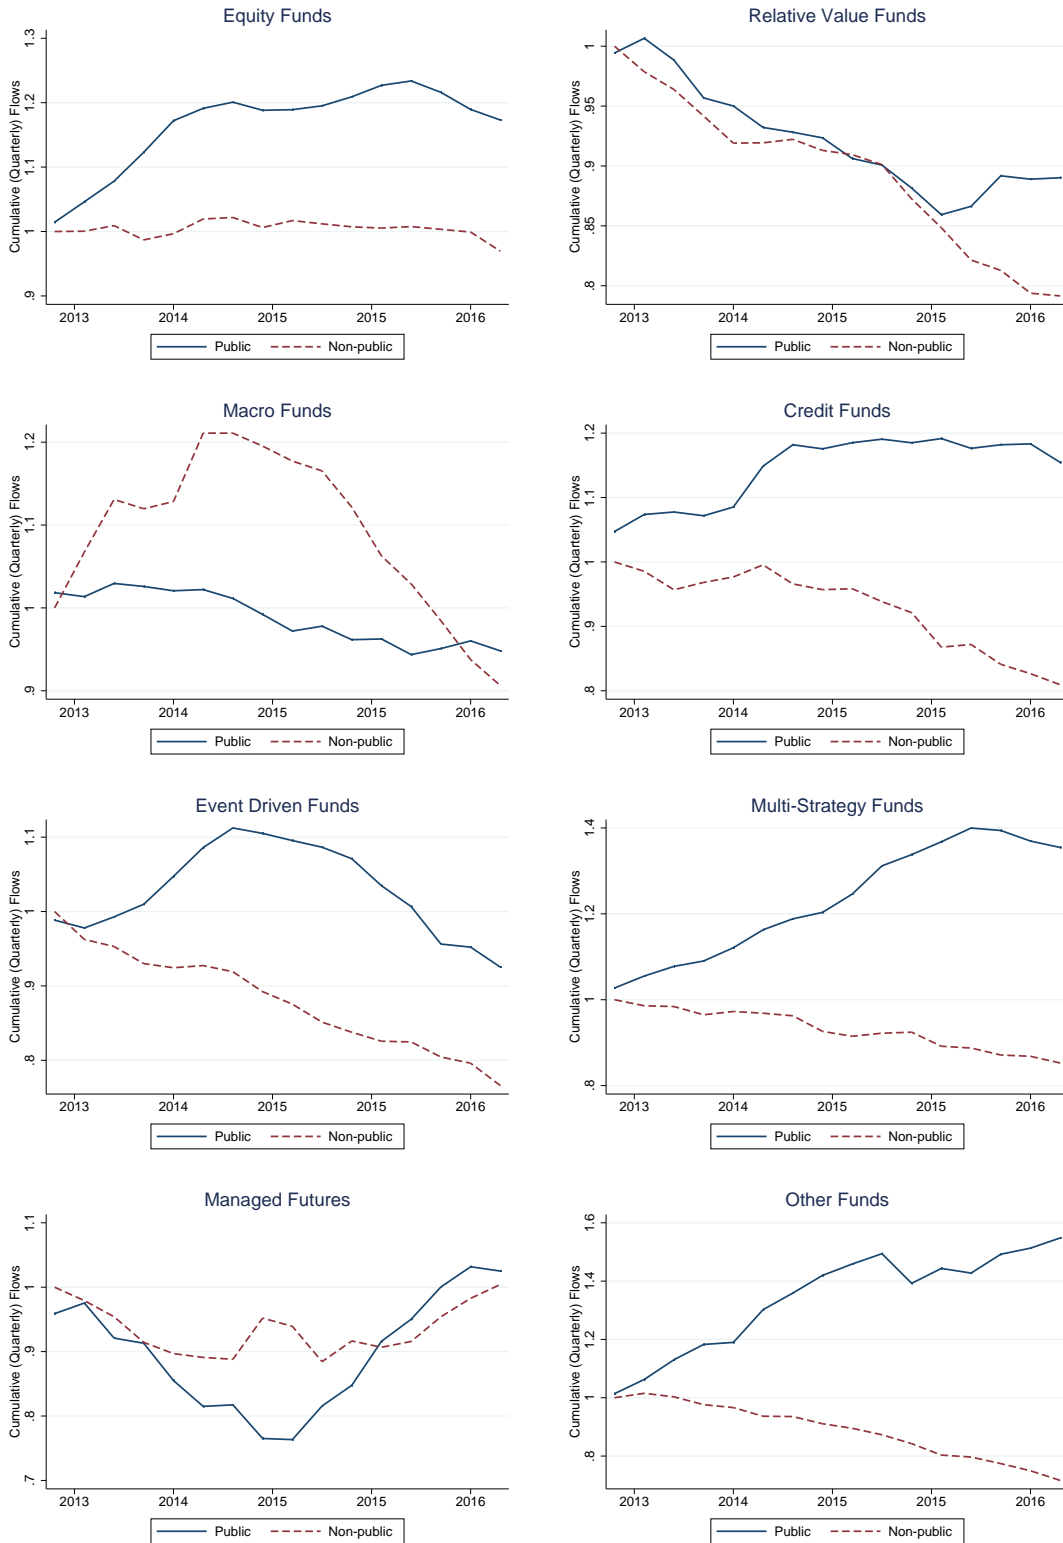 Equity Funds
Cumulative (Quarterly) Flows
1.3
1.2
1.1
1
.9
2013 2014 2015 2015 2016
Public Non-public
Relative Value Funds
Cumulative (Quarterly) Flows
1
.95
.9
.85
.8
2013 2014 2015 2015 2016
Public Non-public
Macro Funds
Cumulative (Quarterly) Flows
1.2
1.1
1
.9
2013 2014 2015 2015 2016
Public Non-public
Credit Funds
Cumulative (Quarterly) Flows
1.2
1.1
1
.9
.8
2013 2014 2015 2015 2016
Public Non-public
Event Driven Funds
Cumulative (Quarterly) Flows
1.1
1
.9
.8
2013 2014 2015 2015 2016
Public Non-public
Multi-Strategy Funds
Cumulative (Quarterly) Flows
1.4
1.2
1
.8
2013 2014 2015 2015 2016
Public Non-public
Managed Futures
Cumulative (Quarterly) Flows
1.1
1
.9
.8
.7
2013 2014 2015 2015 2016
Public Non-public
Other Funds
Cumulative (Quarterly) Flows
1.6
1.4
1.2
1
.8
2013 2014 2015 2015 2016
Public Non-public